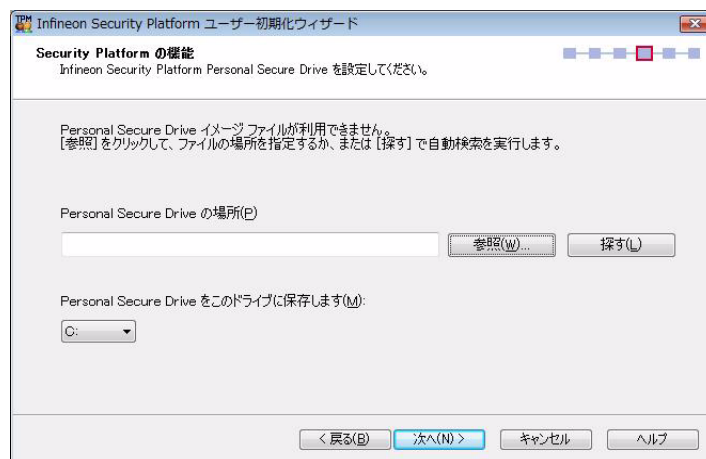 Infineon Security Platform ユーザー初期化ウィザード
Security Platform の機能
Infineon Security Platform Personal Secure Drive を設定してください。
Personal Secure Drive イメージ ファイルが利用できません。
[参照] をクリックして、ファイルの場所を指定するか、または [探す] で自動検索を実行します。
Personal Secure Drive の場所(P)
参照(W)...
探す(L)
Personal Secure Drive をこのドライブに保存します(M):
C:
< 戻る(B)
次へ(N) >
キャンセル
ヘルプ